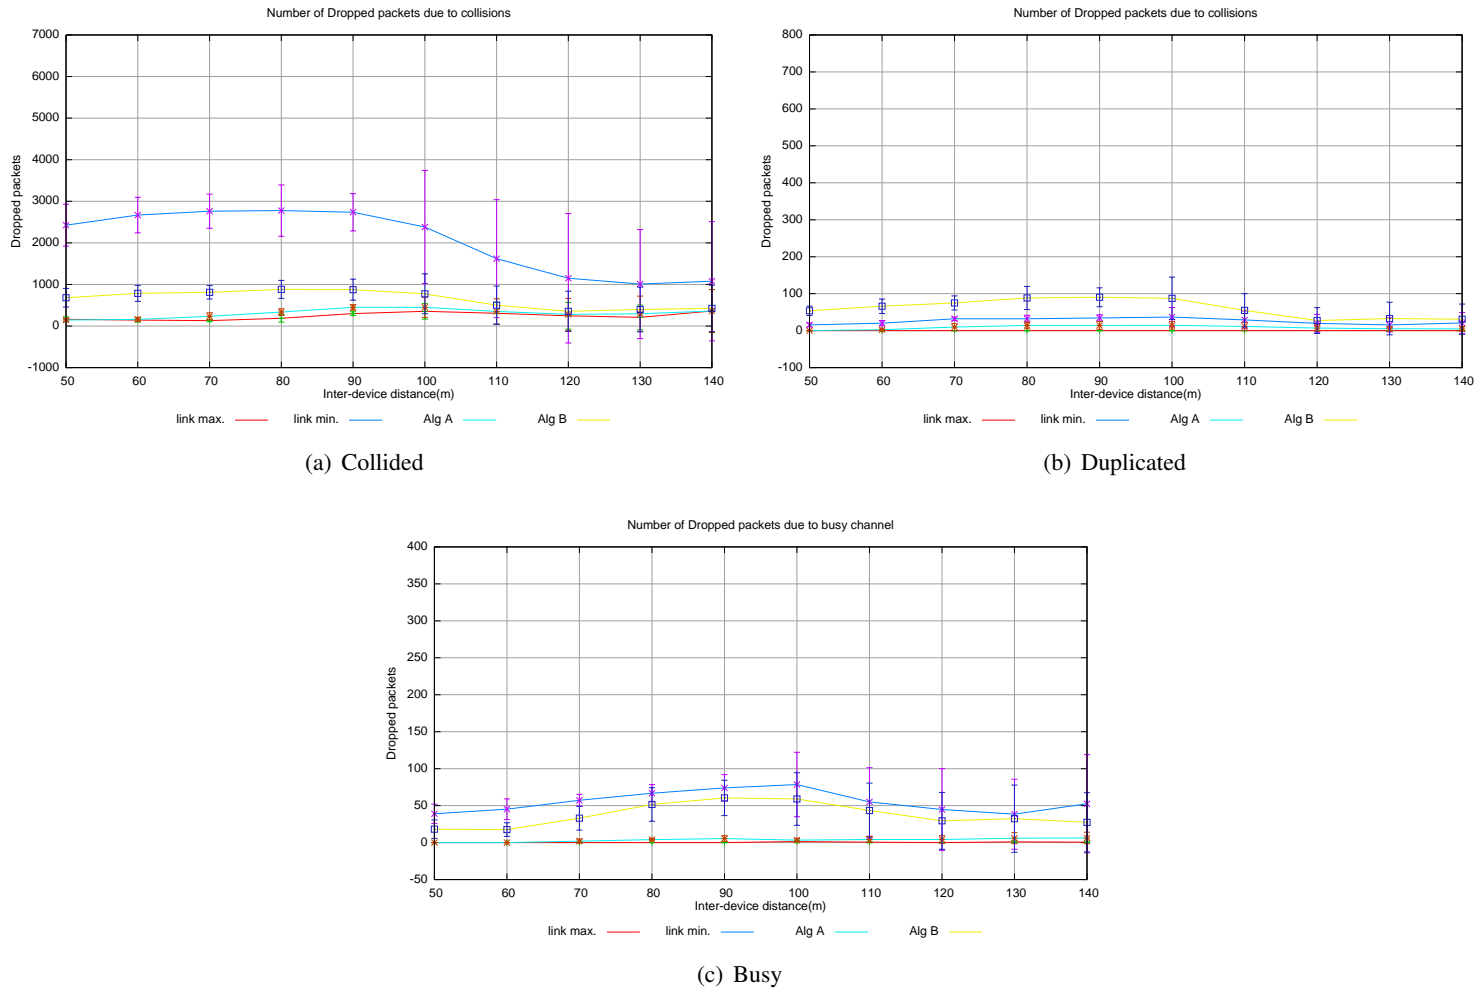 Number of Dropped packets due to collisions
7000
6000
5000
4000
3000
2000
1000
0
-1000
Dropped packets
50 60 70 80 90 100 110 120 130 140
Inter-device distance(m)
link max. link min. Alg A Alg B
(a) Collided
Number of Dropped packets due to collisions
800
700
600
500
400
300
200
100
0
-100
Dropped packets
50 60 70 80 90 100 110 120 130 140
Inter-device distance(m)
link max. link min. Alg A Alg B
(b) Duplicated
Number of Dropped packets due to busy channel
400
350
300
250
200
150
100
50
0
-50
Dropped packets
50 60 70 80 90 100 110 120 130 140
Inter-device distance(m)
link max. link min. Alg A Alg B
(c) Busy